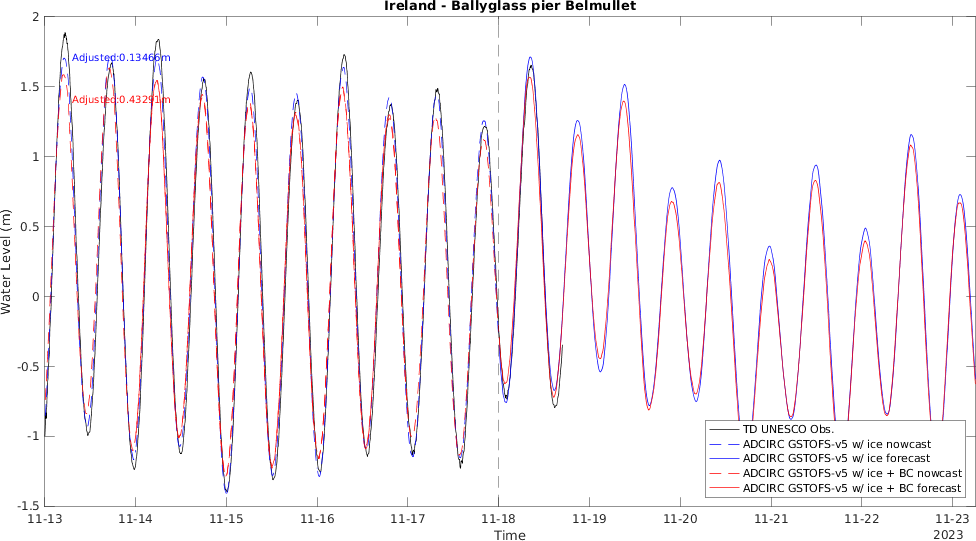 Ireland - Ballyglass pier Belmullet
2
1.5
1
0.5
0
-0.5
-1
-1.5
Water Level (m)
Adjusted:0.13466m
Adjusted:0.43291m
TD UNESCO Obs.
ADCIRC GSTOFS-v5 w/ ice nowcast
ADCIRC GSTOFS-v5 w/ ice forecast
ADCIRC GSTOFS-v5 w/ ice + BC nowcast
ADCIRC GSTOFS-v5 w/ ice + BC forecast
11-13 11-14 11-15 11-16 11-17 11-18 11-19 11-20 11-21 11-22 11-23
Time 2023